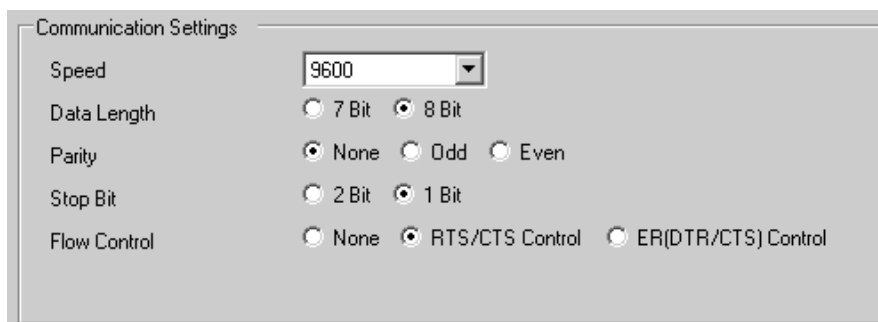 Communication Settings
Speed 9600
Data Length 7 Bit 8 Bit
Parity None Odd Even
Stop Bit 2 Bit 1 Bit
Flow Control None RTS/CTS Control ER(DTR/CTS) Control